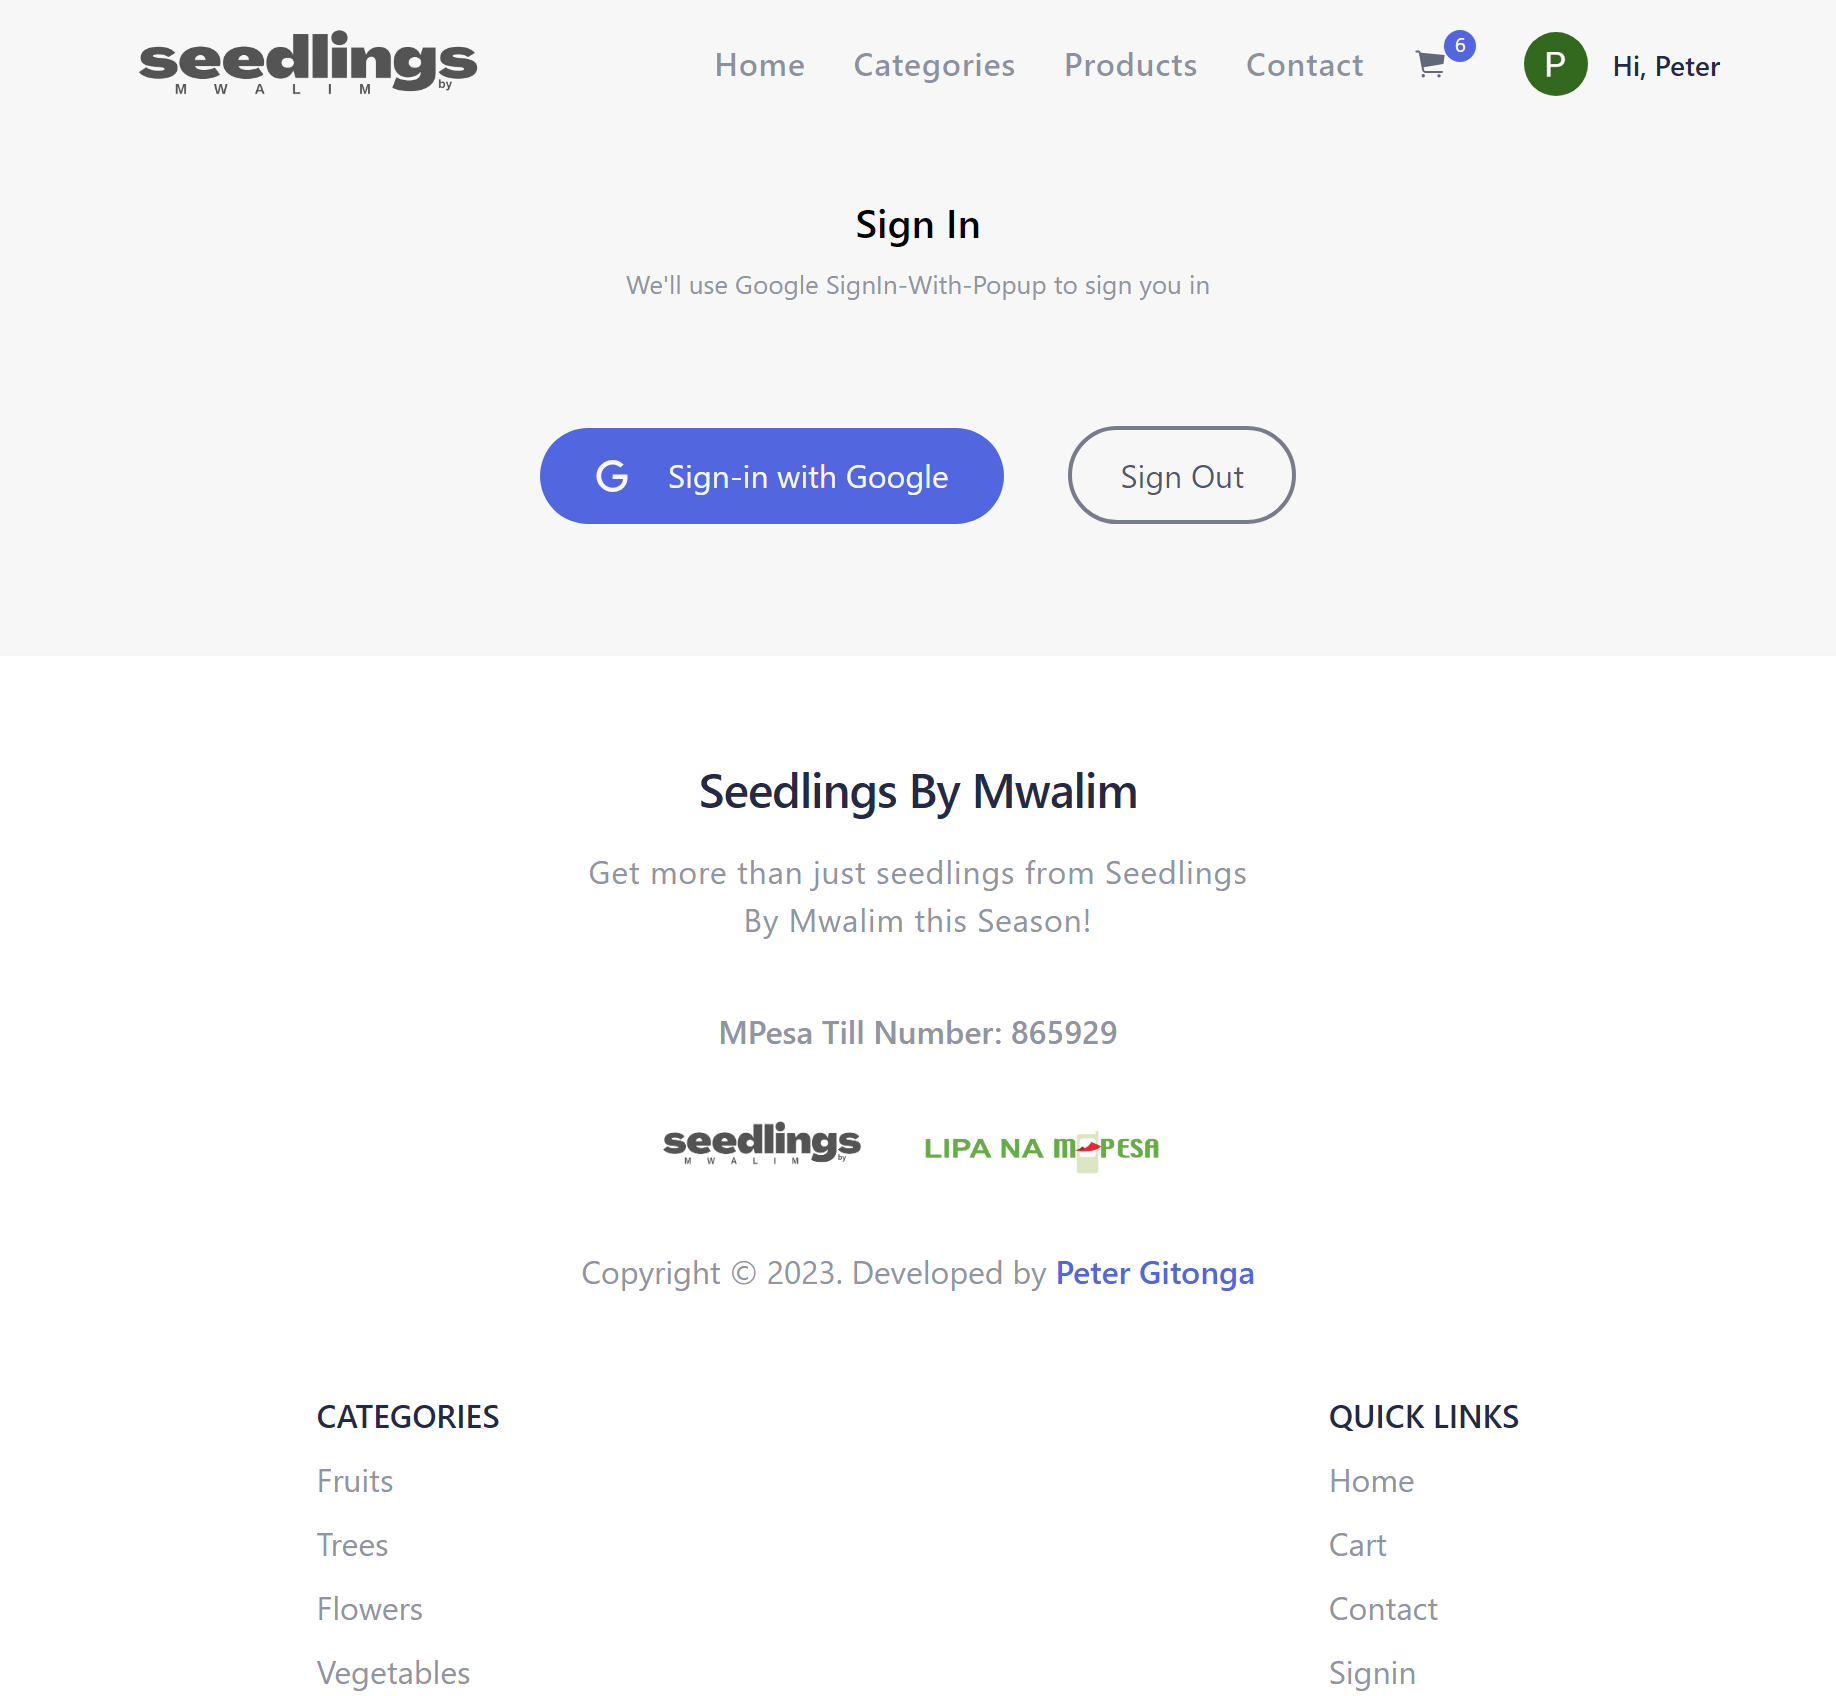 seedlings
by
M W A L I M
Home Categories Products Contact 6 P Hi, Peter
Sign In
We'll use Google SignIn-With-Popup to sign you in
G Sign-in with Google Sign Out
Seedlings By Mwalim
Get more than just seedlings from Seedlings
By Mwalim this Season!
MPesa Till Number: 865929
seedlings
by
M W A L I M
LIPA NA M-PESA
Copyright © 2023. Developed by Peter Gitonga
CATEGORIES
Fruits
Trees
Flowers
Vegetables
QUICK LINKS
Home
Cart
Contact
Signin